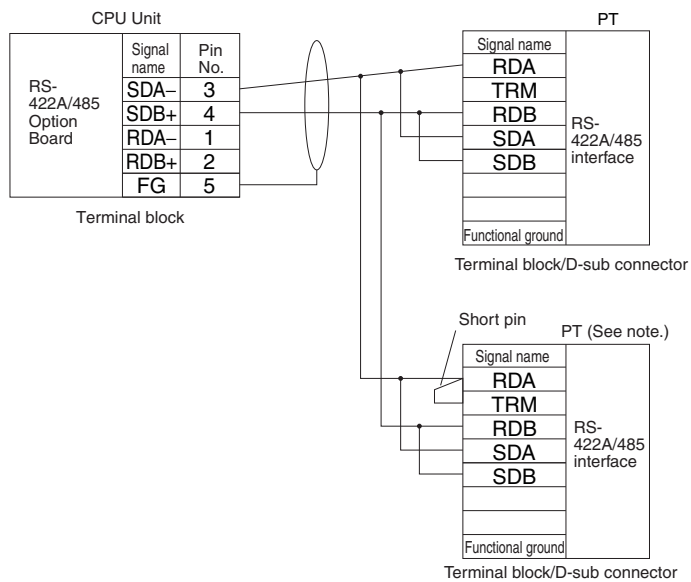 CPU Unit
RS-
422A/485
Option
Board
Signal
name
Pin
No.
SDA− 3
SDB+ 4
RDA− 1
RDB+ 2
FG 5
Terminal block
PT
Signal name
RDA
TRM
RDB
SDA
SDB
Functional ground
RS-
422A/485
interface
Terminal block/D-sub connector
Short pin
PT (See note.)
Signal name
RDA
TRM
RDB
SDA
SDB
Functional ground
RS-
422A/485
interface
Terminal block/D-sub connector